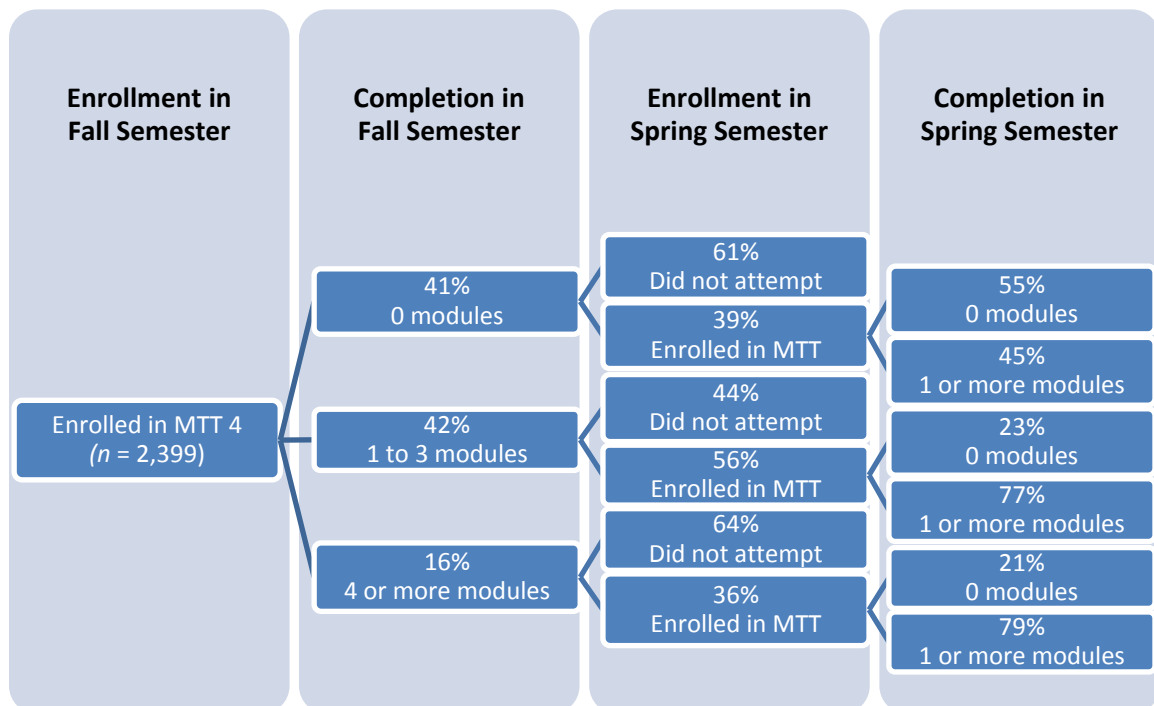 Enrollment in
Fall Semester
Completion in
Fall Semester
Enrollment in
Spring Semester
Completion in
Spring Semester
Enrolled in MTT 4
(n = 2,399)
41%
0 modules
42%
1 to 3 modules
16%
4 or more modules
61%
Did not attempt
39%
Enrolled in MTT
44%
Did not attempt
56%
Enrolled in MTT
64%
Did not attempt
36%
Enrolled in MTT
55%
0 modules
45%
1 or more modules
23%
0 modules
77%
1 or more modules
21%
0 modules
79%
1 or more modules